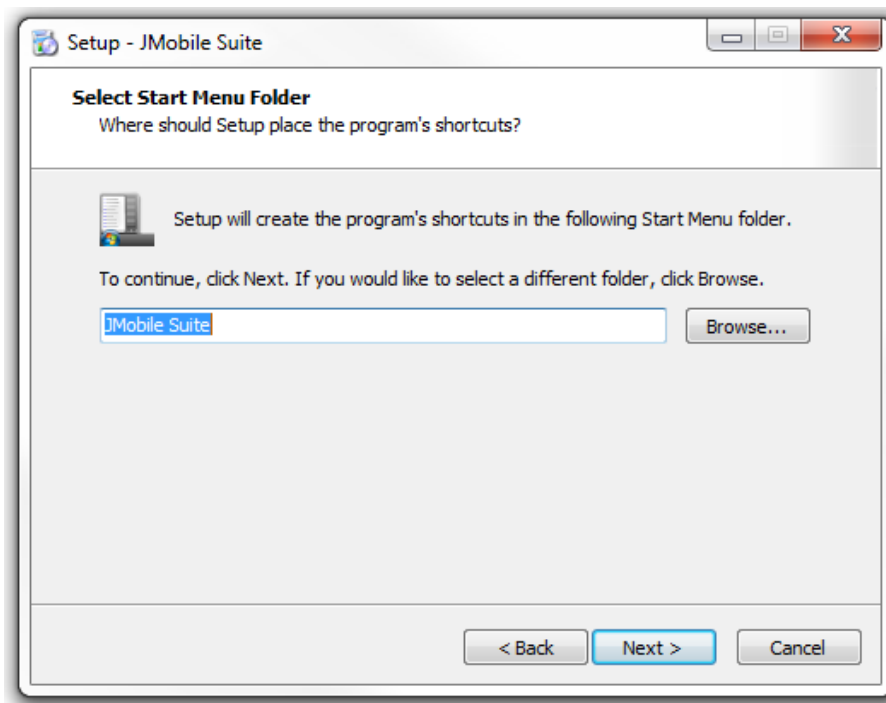 Setup - JMobile Suite
Select Start Menu Folder
Where should Setup place the program's shortcuts?
Setup will create the program's shortcuts in the following Start Menu folder.
To continue, click Next. If you would like to select a different folder, click Browse.
JMobile Suite
Browse...
< Back
Next >
Cancel